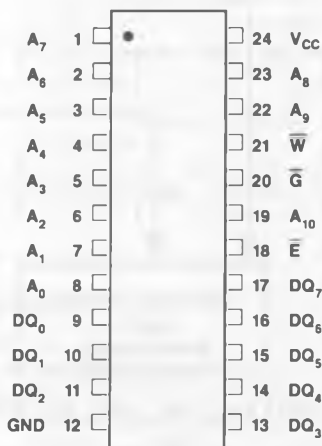 A7 1 24 VCC
A6 2 23 A8
A5 3 22 A9
A4 4 21 W̅
A3 5 20 G̅
A2 6 19 A10
A1 7 18 E̅
A0 8 17 DQ7
DQ0 9 16 DQ6
DQ1 10 15 DQ5
DQ2 11 14 DQ4
GND 12 13 DQ3